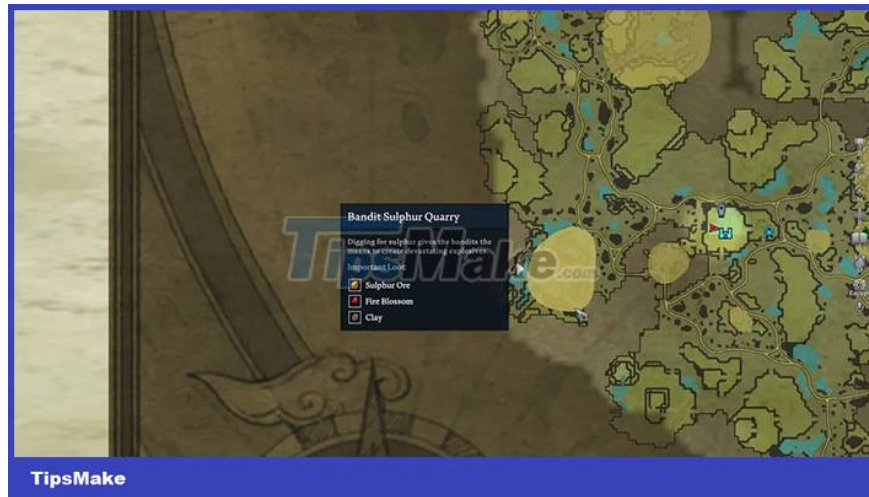 Bandit Sulphur Quarry
Digging for sulphur gives the bandits the
means to create devastating explosives.
Important Loot:
Sulphur Ore
Fire Blossom
Clay
TipsMake.com
TipsMake